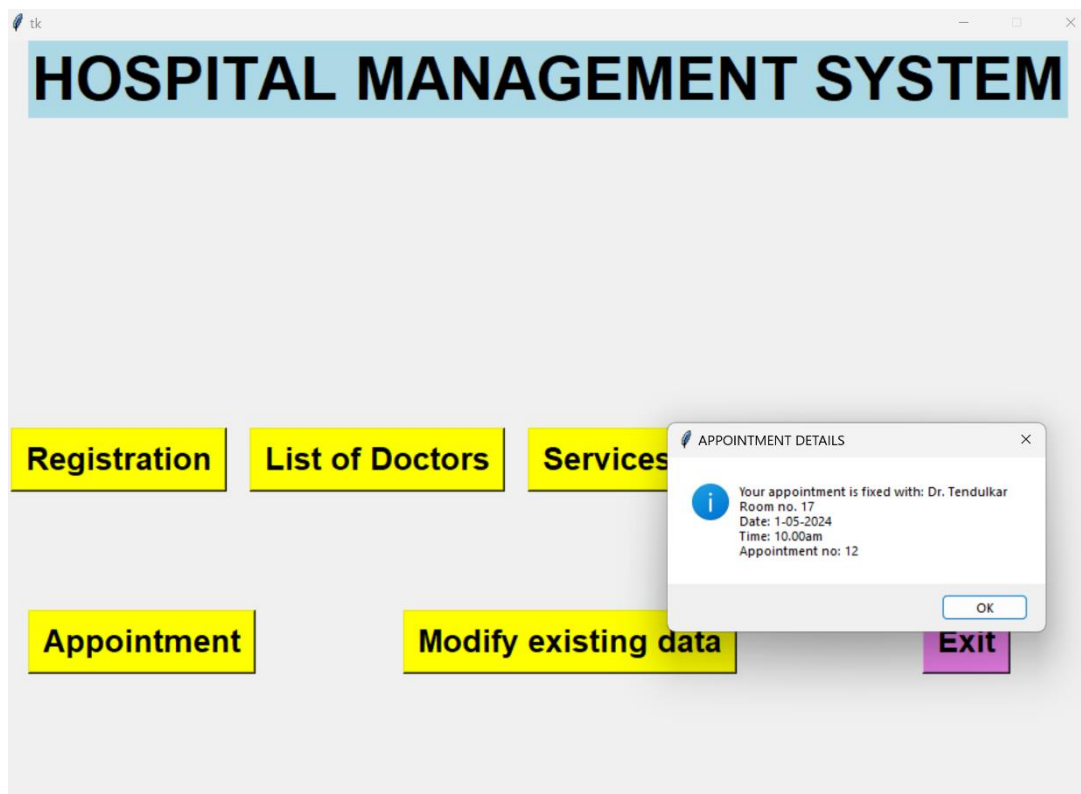 tk
HOSPITAL MANAGEMENT SYSTEM
Registration
List of Doctors
Services
APPOINTMENT DETAILS
Your appointment is fixed with: Dr. Tendulkar
Room no. 17
Date: 1-05-2024
Time: 10.00am
Appointment no: 12
OK
Appointment
Modify existing data
Exit